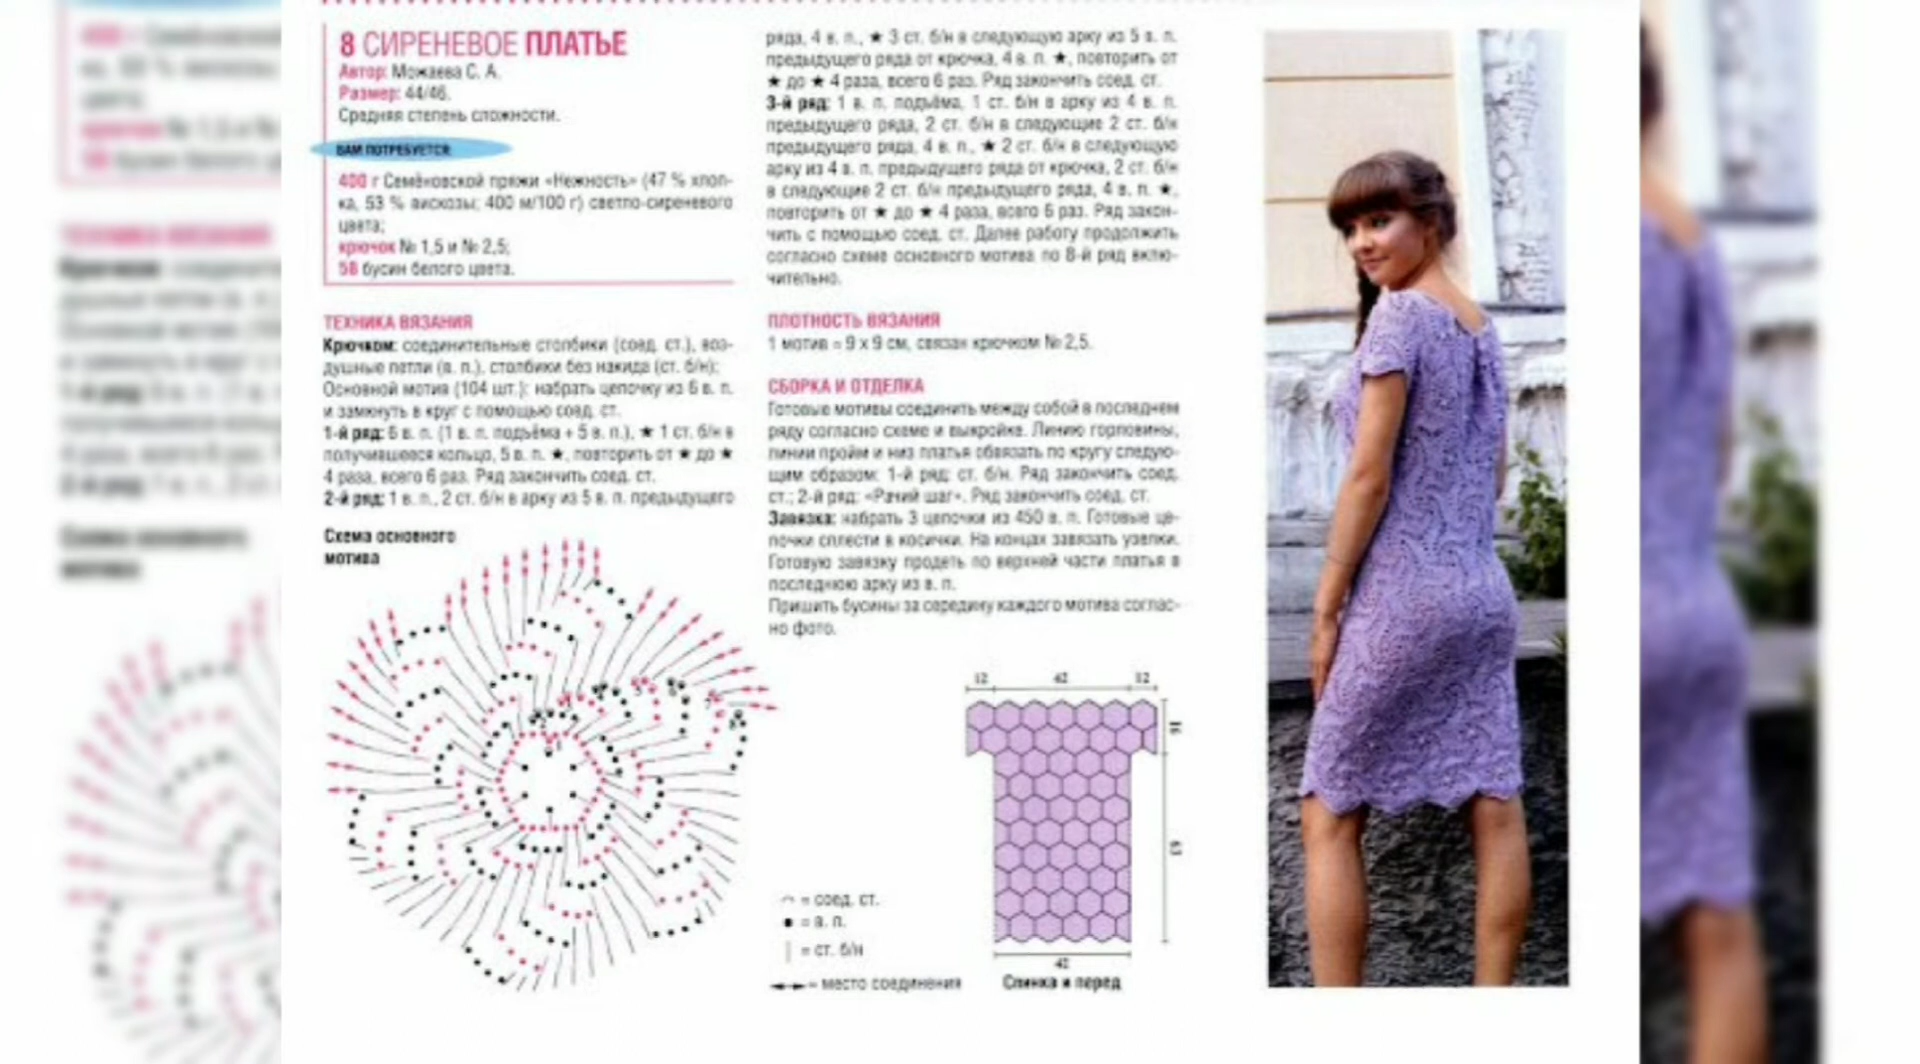 8 СИРЕНЕВОЕ ПЛАТЬЕ
Автор: Можаева С. А.
Размер: 44/46.
Средняя степень сложности.
ВАМ ПОТРЕБУЕТСЯ:
400 г Семёновской пряжи «Нежность» (47 % хлоп-
ка, 53 % вискозы; 400 м/100 г) светло-сиреневого
цвета;
крючок № 1,5 и № 2,5;
58 бусин белого цвета.
ТЕХНИКА ВЯЗАНИЯ
Крючком: соединительные столбики (соед. ст.), воз-
душные петли (в. п.), столбики без накида (ст. б/н);
Основной мотив (104 шт.): набрать цепочку из 6 в. п.
и замкнуть в круг с помощью соед. ст.
1-й ряд: 6 в. п. (1 в. п. подъёма + 5 в. п.), ★ 1 ст. б/н в
получившееся кольцо, 5 в. п. ★, повторить от ★ до ★
4 раза, всего 6 раз. Ряд закончить соед. ст.
2-й ряд: 1 в. п., 2 ст. б/н в арку из 5 в. п. предыдущего
ряда, 4 в. п., ★ 3 ст. б/н в следующую арку из 5 в. п.
предыдущего ряда от крючка, 4 в. п. ★, повторить от
★ до ★ 4 раза, всего 6 раз. Ряд закончить соед. ст.
3-й ряд: 1 в. п. подъёма, 1 ст. б/н в арку из 4 в. п.
предыдущего ряда, 2 ст. б/н в следующие 2 ст. б/н
предыдущего ряда, 4 в. п., ★ 2 ст. б/н в следующую
арку из 4 в. п. предыдущего ряда от крючка, 2 ст. б/н
в следующие 2 ст. б/н предыдущего ряда, 4 в. п. ★,
повторить от ★ до ★ 4 раза, всего 6 раз. Ряд закон-
чить с помощью соед. ст. Далее работу продолжить
согласно схеме основного мотива по 8-й ряд вклю-
чительно.
ПЛОТНОСТЬ ВЯЗАНИЯ
1 мотив = 9 х 9 см, связан крючком № 2,5.
СБОРКА И ОТДЕЛКА
Готовые мотивы соединить между собой в последнем
ряду согласно схеме и выкройке. Линию горловины,
линии пройм и низ платья обвязать по кругу следую-
щим образом: 1-й ряд: ст. б/н. Ряд закончить соед.
ст.; 2-й ряд: «Рачий шаг». Ряд закончить соед. ст.
Завязка: набрать 3 цепочки из 450 в. п. Готовые це-
почки сплести в косички. На концах завязать узелки.
Готовую завязку продеть по верхней части платья в
последнюю арку из в. п.
Пришить бусины за середину каждого мотива соглас-
но фото.
Схема основного
мотива
= соед. ст.
= в. п.
= ст. б/н
= место соединения
12 42 12
63
42
Спинка и перед